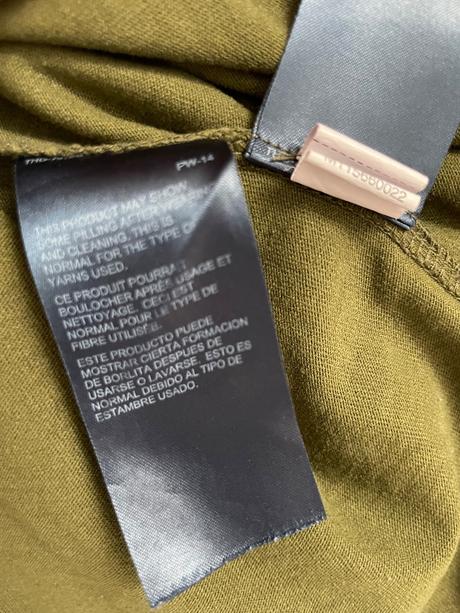 PW-14
THIS PRODUCT MAY SHOW
SOME PILLING AFTER WEARING
AND CLEANING. THIS IS
NORMAL FOR THE TYPE OF
YARNS USED.
CE PRODUIT POURRAIT
BOULOCHER APRÈS USAGE ET
NETTOYAGE. CECI EST
NORMAL POUR LE TYPE DE
FIBRE UTILISÉE.
ESTE PRODUCTO PUEDE
MOSTRAR CIERTA FORMACION
DE BORLITA DESPUES DE
USARSE O LAVARSE. ESTO ES
NORMAL DEBIDO AL TIPO DE
ESTAMBRE USADO.